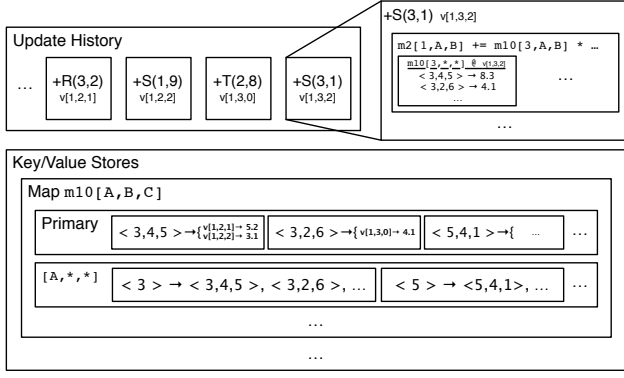 Update History
...
+R(3,2)
v[1,2,1]
+S(1,9)
v[1,2,2]
+T(2,8)
v[1,3,0]
+S(3,1)
v[1,3,2]
+S(3,1) v[1,3,2]
m2[1,A,B] += m10[3,A,B] * …
m10[3,*,*] @ v[1,3,2]
< 3,4,5 > → 8.3
< 3,2,6 > → 4.1
...
...
...
Key/Value Stores
Map m10[A,B,C]
Primary
< 3,4,5 >→{v[1,2,1]→ 5.2
v[1,2,2]→ 3.1
< 3,2,6 >→{v[1,3,0]→ 4.1
< 5,4,1 >→{ ...
...
[A,*,*]
< 3 > → < 3,4,5 >, < 3,2,6 >, ...
< 5 > → <5,4,1>, ...
...
...
...